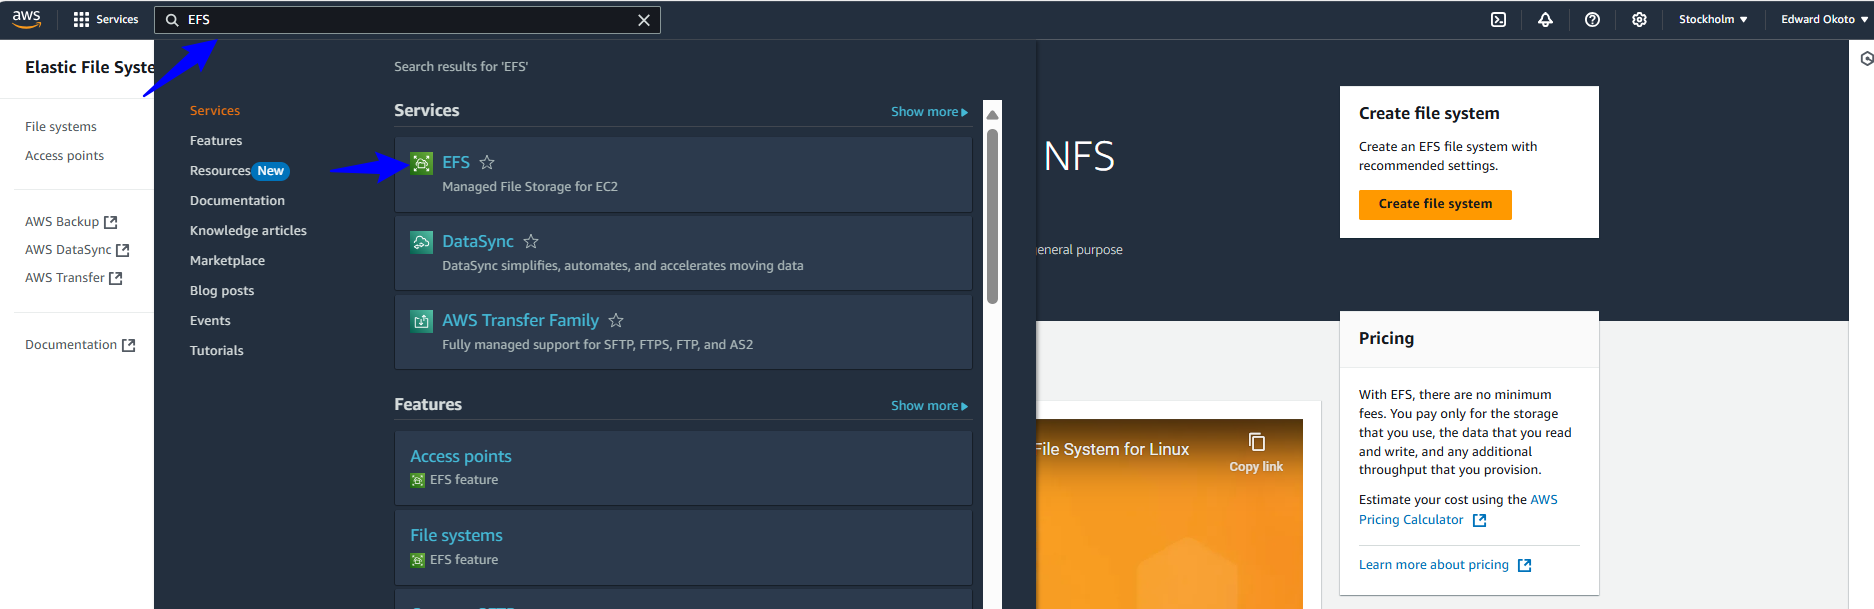 aws
Services
EFS
Stockholm
Edward Okoto
Elastic File Syste
File systems
Access points
AWS Backup
AWS DataSync
AWS Transfer
Documentation
Search results for 'EFS'
Services
Features
Resources New
Documentation
Knowledge articles
Marketplace
Blog posts
Events
Tutorials
Services
Show more
EFS
Managed File Storage for EC2
DataSync
DataSync simplifies, automates, and accelerates moving data
AWS Transfer Family
Fully managed support for SFTP, FTPS, FTP, and AS2
Features
Show more
Access points
EFS feature
File systems
EFS feature
NFS
eneral purpose
File System for Linux
Copy link
Create file system
Create an EFS file system with
recommended settings.
Create file system
Pricing
With EFS, there are no minimum
fees. You pay only for the storage
that you use, the data that you read
and write, and any additional
throughput that you provision.
Estimate your cost using the AWS
Pricing Calculator
Learn more about pricing